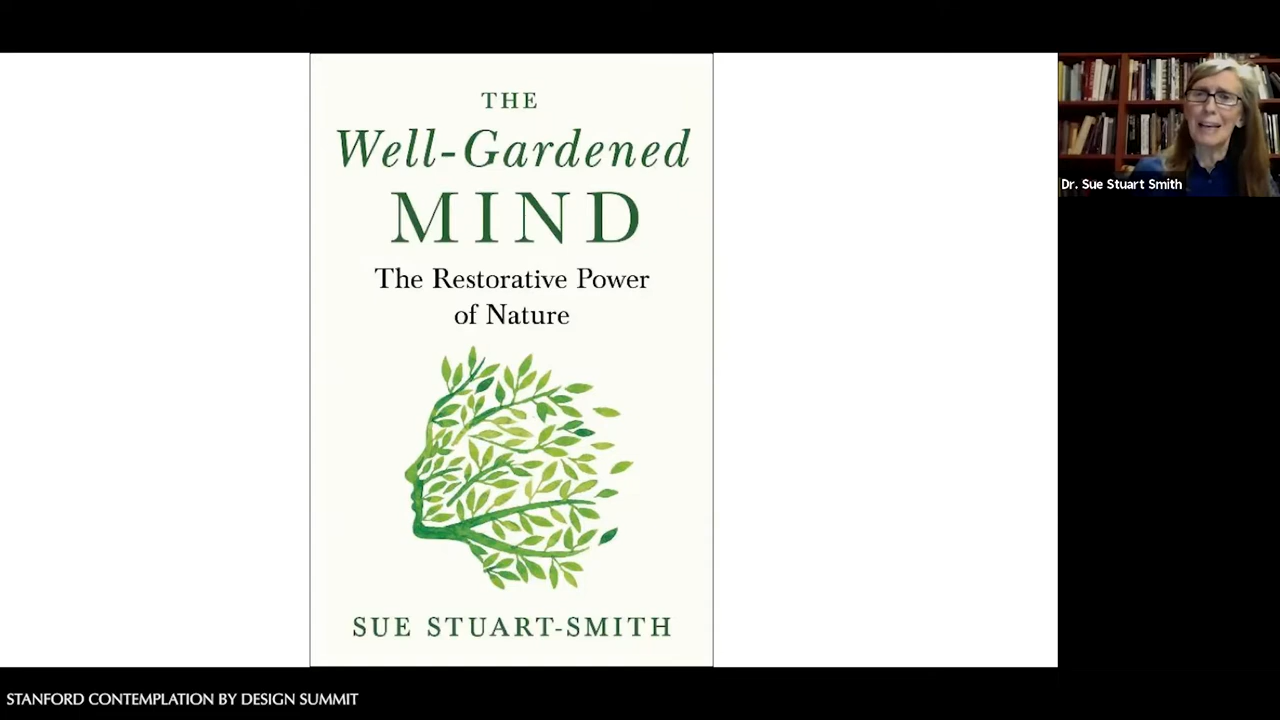 THE
Well-Gardened
MIND
The Restorative Power
of Nature
SUE STUART-SMITH
Dr. Sue Stuart Smith
STANFORD CONTEMPLATION BY DESIGN SUMMIT